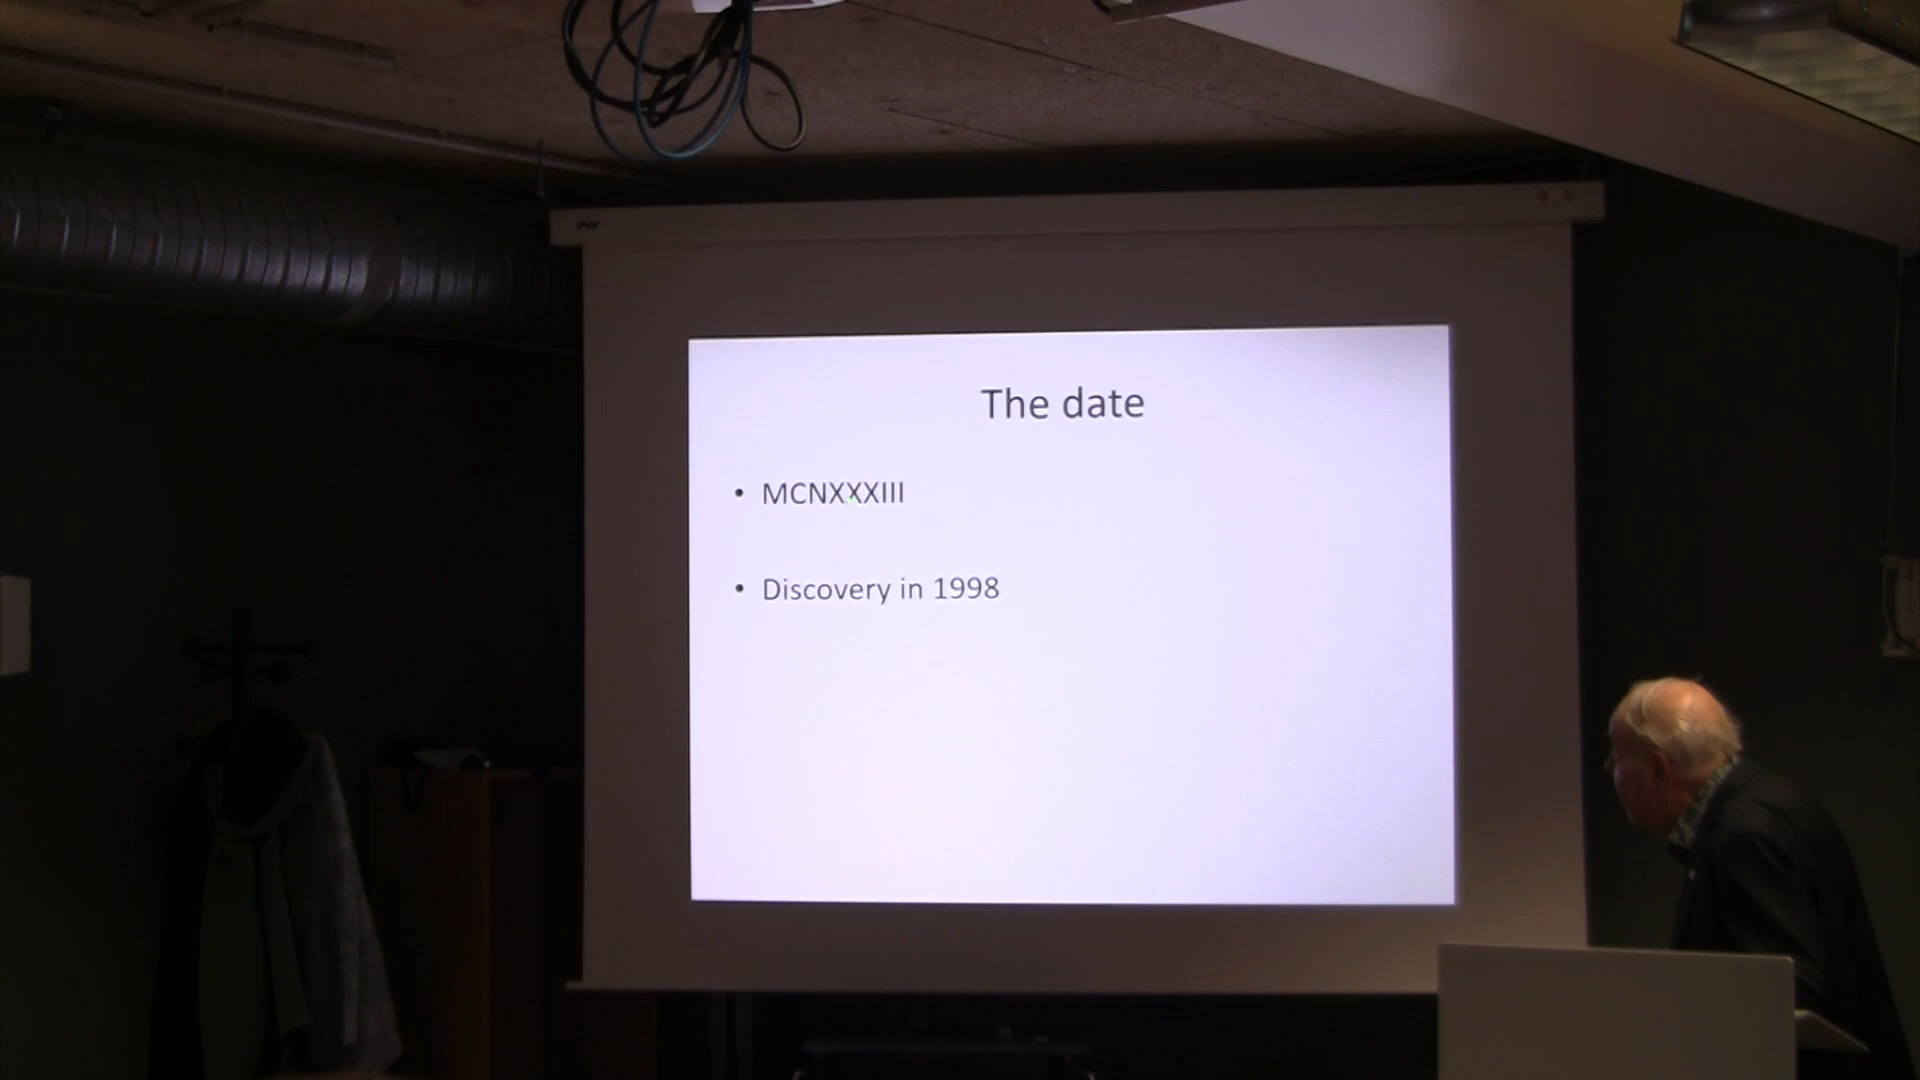 The date
• MCNXXXIII
• Discovery in 1998